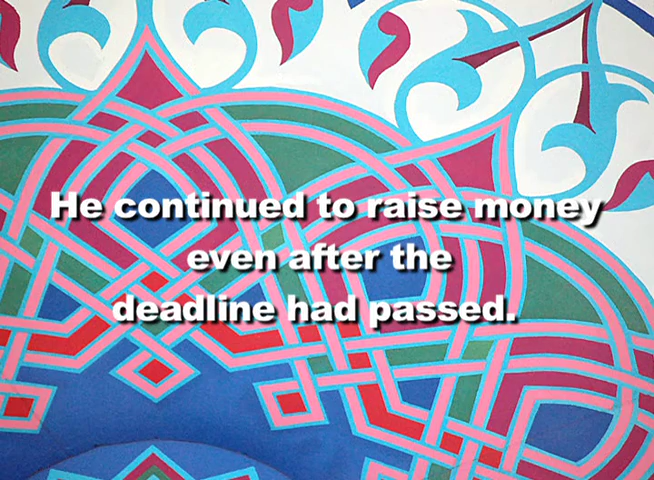 He continued to raise money
even after the
deadline had passed.